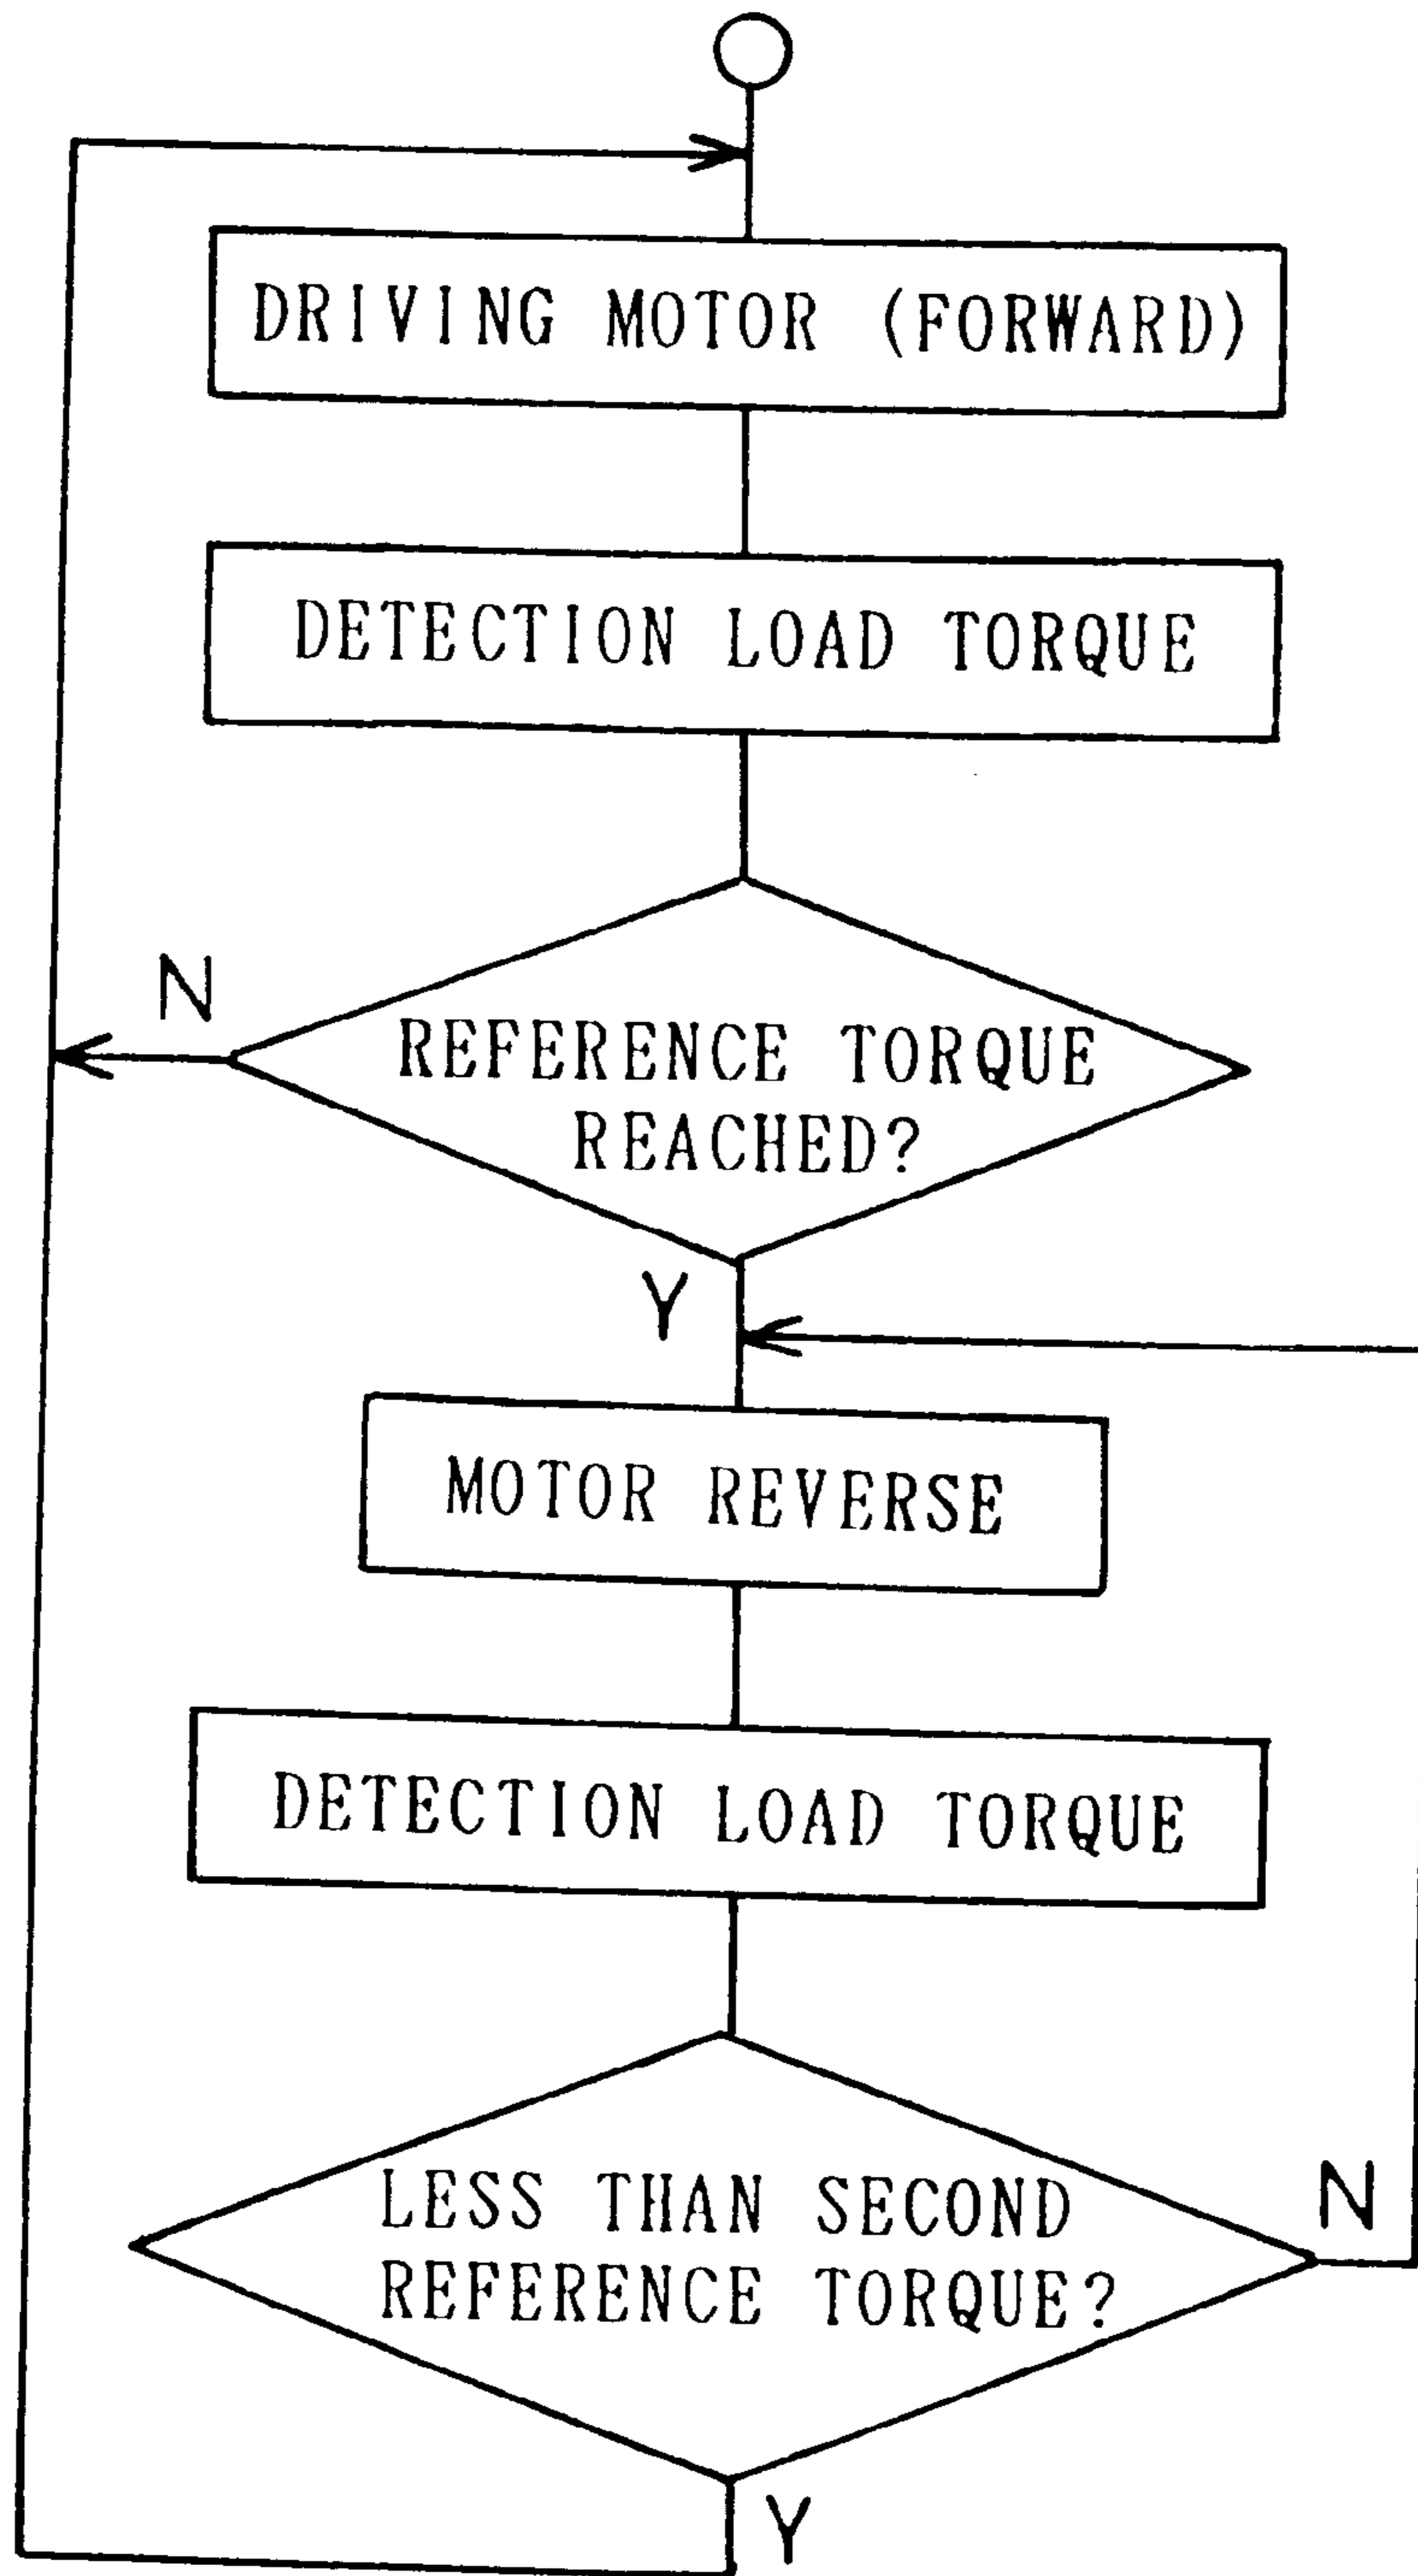 DRIVING MOTOR (FORWARD)
DETECTION LOAD TORQUE
N
REFERENCE TORQUE
REACHED?
Y
MOTOR REVERSE
DETECTION LOAD TORQUE
LESS THAN SECOND
N
REFERENCE TORQUE?
Y